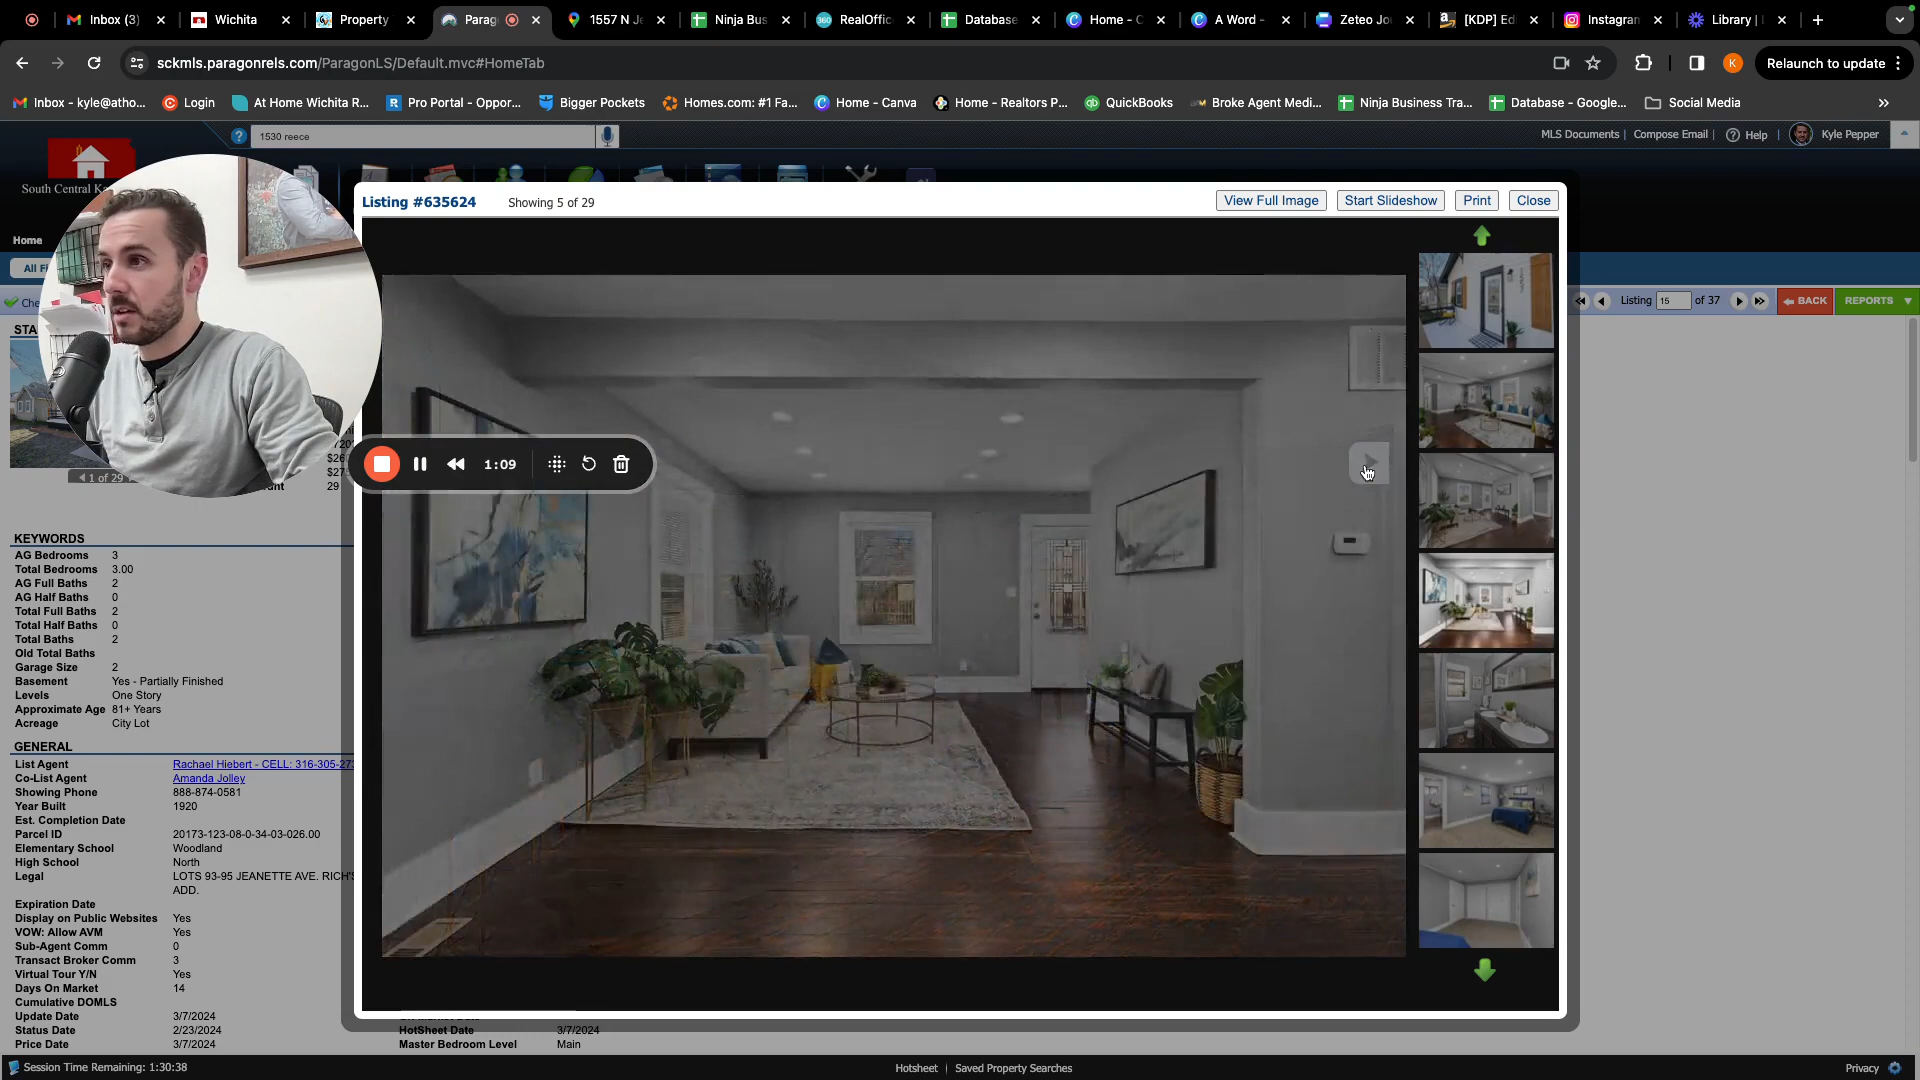 Inbox (3)
Wichita
Property
Parag
1557 N Je
Ninja Bus
RealOffic
Database
Home - C
A Word -
Zeteo Jo
[KDP] Ed
Instagram
Library |
sckmls.paragonrels.com/ParagonLS/Default.mvc#HomeTab
K
Relaunch to update
Inbox - kyle@atho...
Login
At Home Wichita R...
Pro Portal - Oppor...
Bigger Pockets
Homes.com: #1 Fa...
Home - Canva
Home - Realtors P...
QuickBooks
Broke Agent Medi...
Ninja Business Tra...
Database - Google...
Social Media
1530 reece
MLS Documents | Compose Email | Help | Kyle Pepper
South Central Ka
Home
All F
Listing #635624
Showing 5 of 29
View Full Image
Start Slideshow
Print
Close
Che
Listing 15 of 37
BACK
REPORTS
STA
1:09
1 of 29
29
KEYWORDS
AG Bedrooms 3
Total Bedrooms 3.00
AG Full Baths 2
AG Half Baths 0
Total Full Baths 2
Total Half Baths 0
Total Baths 2
Old Total Baths
Garage Size 2
Basement Yes - Partially Finished
Levels One Story
Approximate Age 81+ Years
Acreage City Lot
GENERAL
List Agent Rachael Hiebert - CELL: 316-305-273
Co-List Agent Amanda Jolley
Showing Phone 888-874-0581
Year Built 1920
Est. Completion Date
Parcel ID 20173-123-08-0-34-03-026.00
Elementary School Woodland
High School North
Legal LOTS 93-95 JEANETTE AVE. RICH'S
ADD.
Expiration Date
Display on Public Websites Yes
VOW: Allow AVM Yes
Sub-Agent Comm 0
Transact Broker Comm 3
Virtual Tour Y/N Yes
Days On Market 14
Cumulative DOMLS
Update Date 3/7/2024
Status Date 2/23/2024
HotSheet Date 3/7/2024
Price Date 3/7/2024
Master Bedroom Level Main
Session Time Remaining: 1:30:38
Hotsheet | Saved Property Searches
Privacy